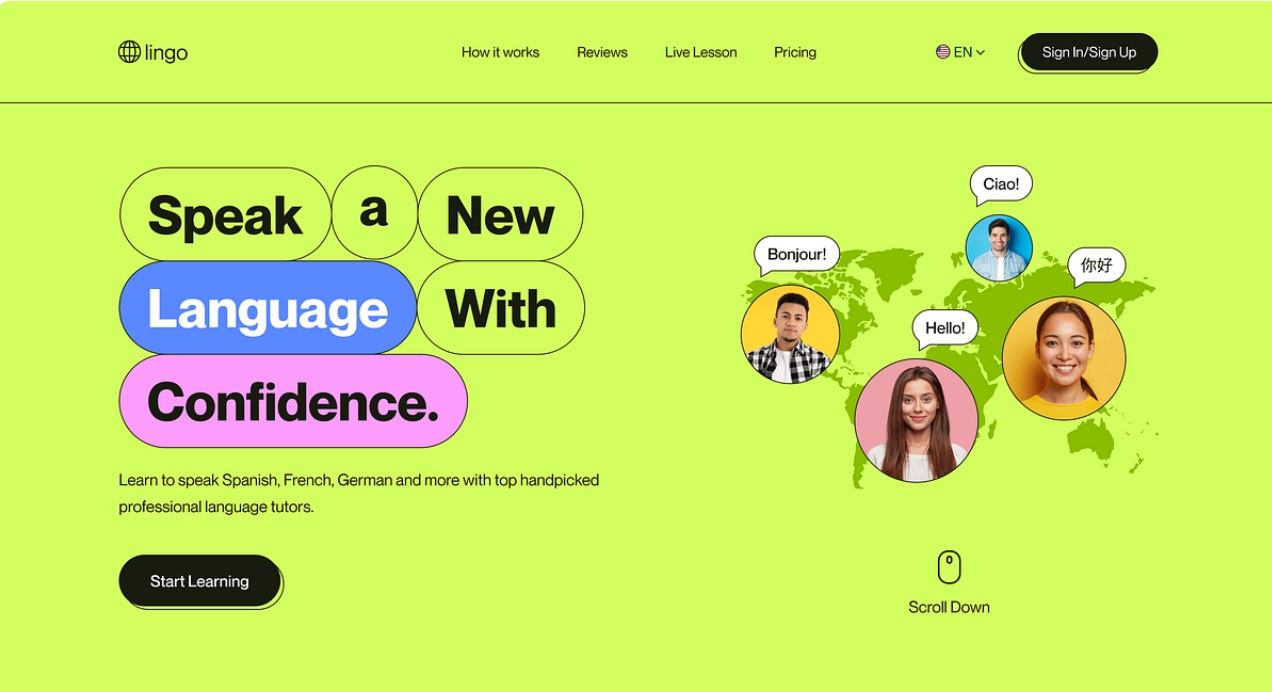 lingo
How it works
Reviews
Live Lesson
Pricing
EN
Sign In/Sign Up
Speak a New
Language With
Confidence.
Learn to speak Spanish, French, German and more with top handpicked
professional language tutors.
Start Learning
Ciao!
Bonjour!
你好
Hello!
Scroll Down